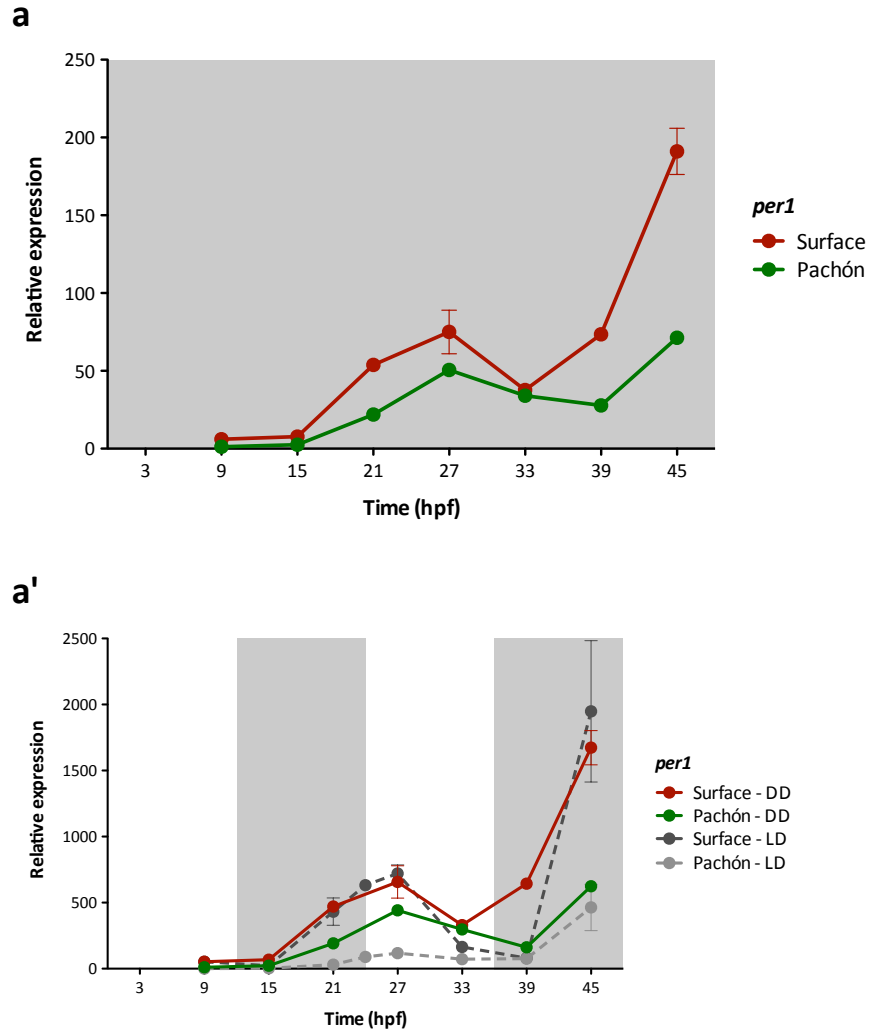 a
250
200
150
100
50
0
Relative expression
3 9 15 21 27 33 39 45
Time (hpf)
per1
Surface
Pachón
a'
2500
2000
1500
1000
500
0
Relative expression
3 9 15 21 27 33 39 45
Time (hpf)
per1
Surface - DD
Pachón - DD
Surface - LD
Pachón - LD